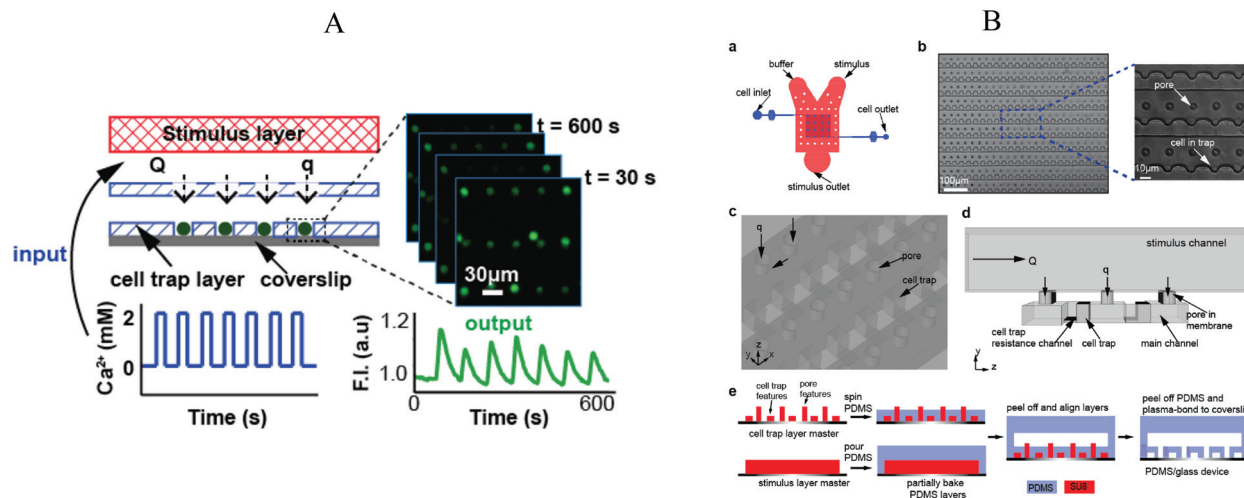 A
Stimulus layer
Q
q
input
cell trap layer
coverslip
t = 600 s
t = 30 s
30µm
2
0
Ca²⁺ (mM)
Time (s)
output
1.2
1.0
F.I. (a.u)
0
600
Time (s)
B
a
buffer
stimulus
cell inlet
cell outlet
stimulus outlet
b
100µm
pore
cell in trap
10µm
c
q
pore
cell trap
z
y
x
d
stimulus channel
Q
q
pore in
membrane
cell trap
resistance channel
cell trap
main channel
y
z
e
cell trap
features
pore
features
cell trap layer master
spin
PDMS
stimulus layer master
pour
PDMS
partially bake
PDMS layers
peel off and align layers
peel off PDMS and
plasma-bond to coversli
PDMS/glass device
PDMS
SU8